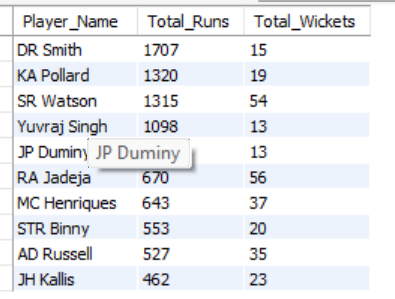 Player_Name Total_Runs Total_Wickets
DR Smith 1707 15
KA Pollard 1320 19
SR Watson 1315 54
Yuvraj Singh 1098 13
JP Duminy JP Duminy 13
RA Jadeja 670 56
MC Henriques 643 37
STR Binny 553 20
AD Russell 527 35
JH Kallis 462 23